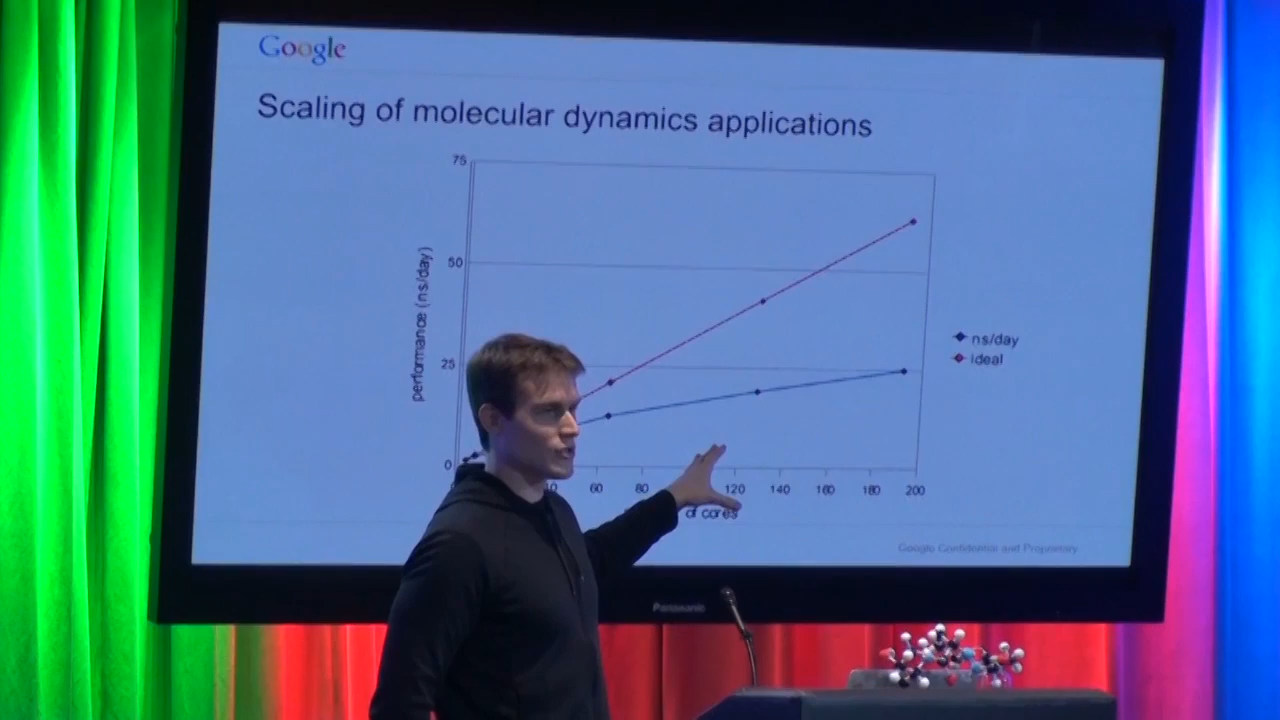 Google
Scaling of molecular dynamics applications
75
50
25
0
performance (ns/day)
60 80 120 140 160 180 200
of cores
ns/day
ideal
Google Confidential and Proprietary
Panasonic